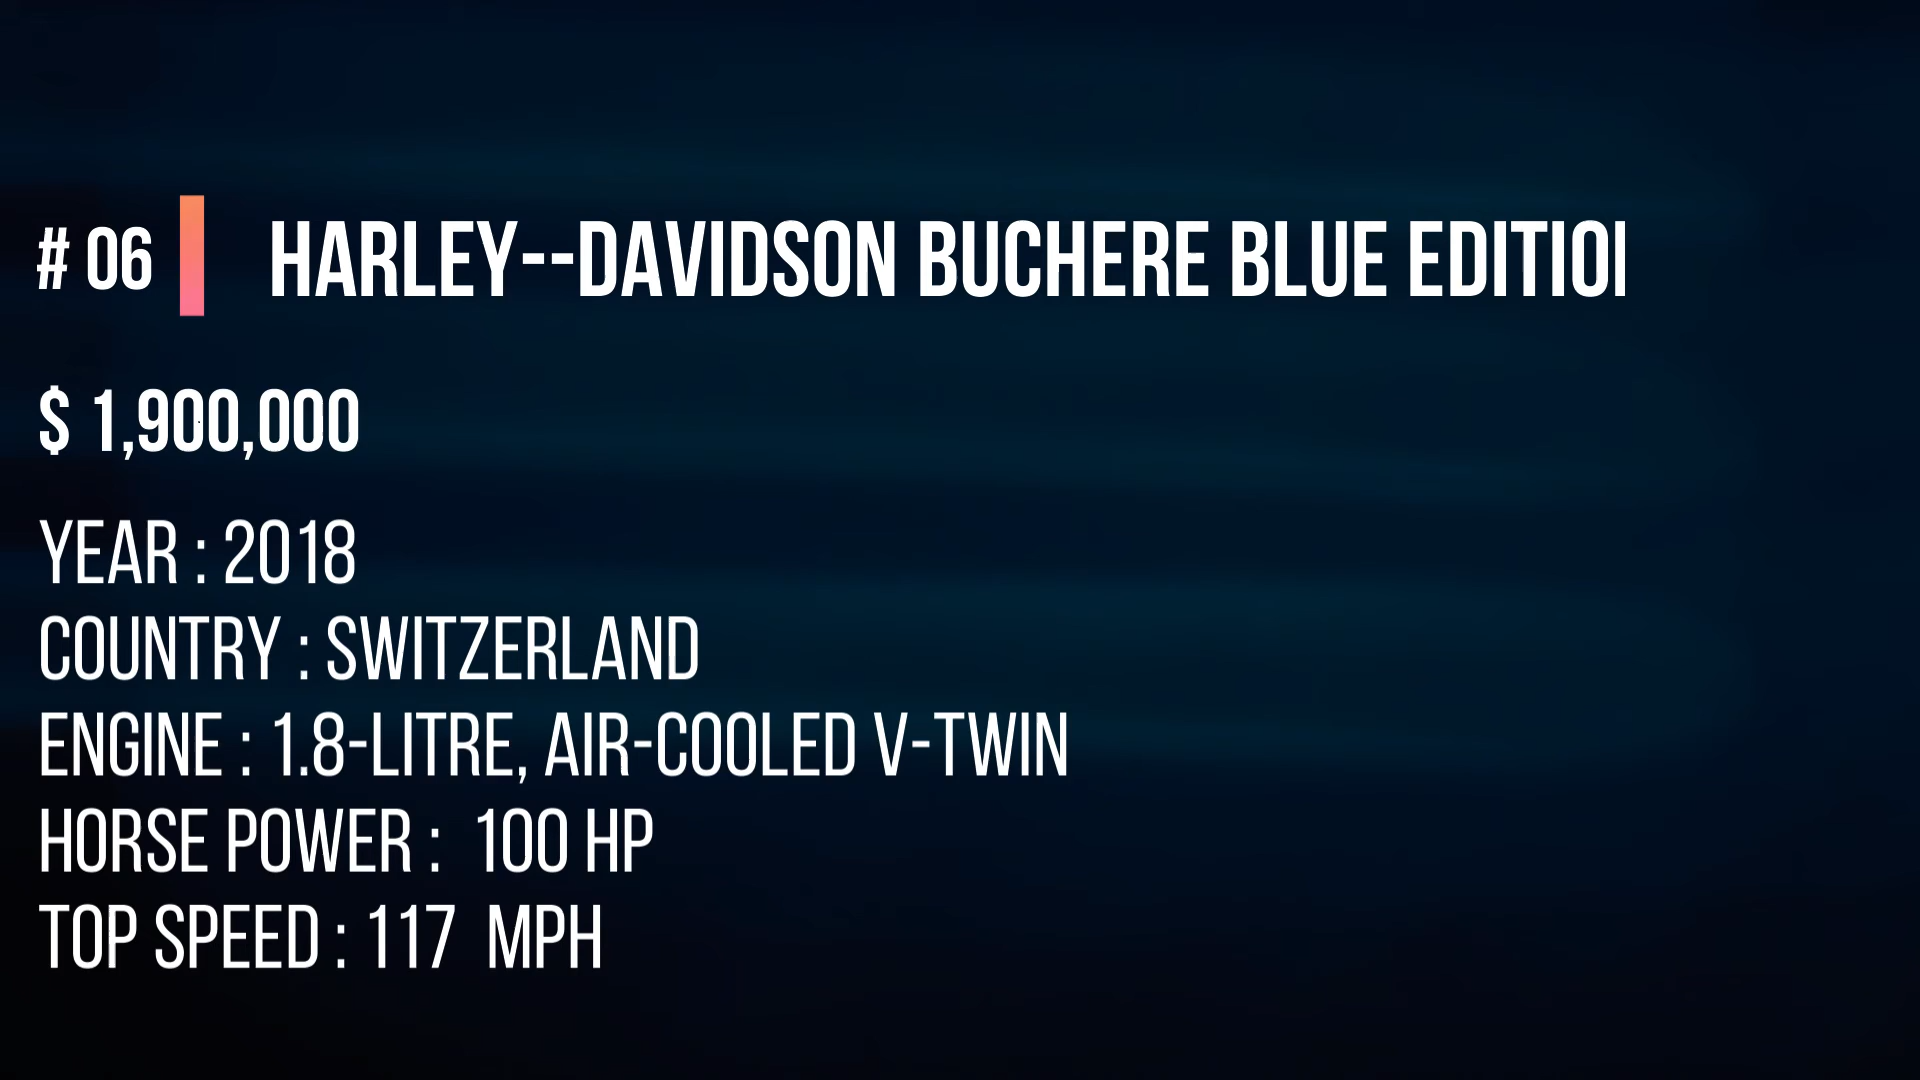 # 06 HARLEY--DAVIDSON BUCHERE BLUE EDITIOI
$ 1,900,000
YEAR : 2018
COUNTRY : SWITZERLAND
ENGINE : 1.8-LITRE, AIR-COOLED V-TWIN
HORSE POWER : 100 HP
TOP SPEED : 117 MPH